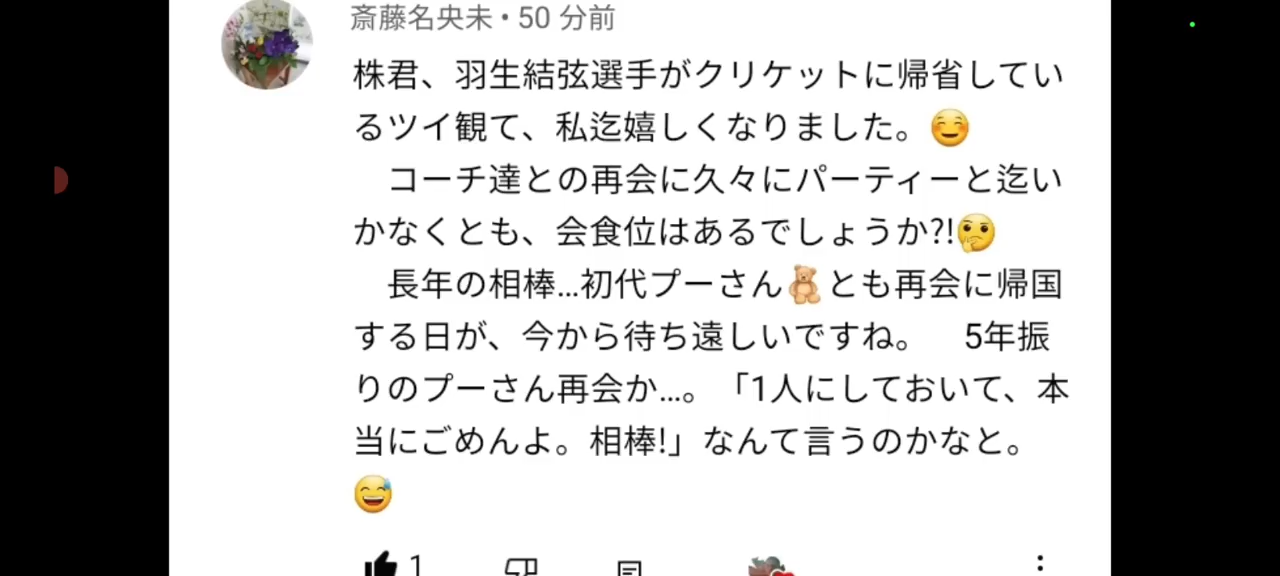 斎藤名央未 • 50 分前
株君、羽生結弦選手がクリケットに帰省してい
るツイ観て、私迄嬉しくなりました。😊
コーチ達との再会に久々にパーティーと迄い
かなくとも、会食位はあるでしょうか?!🤔
長年の相棒…初代プーさん🧸とも再会に帰国
する日が、今から待ち遠しいですね。 5年振
りのプーさん再会か…。「1人にしておいて、本
当にごめんよ。相棒!」なんて言うのかなと。
😅
1